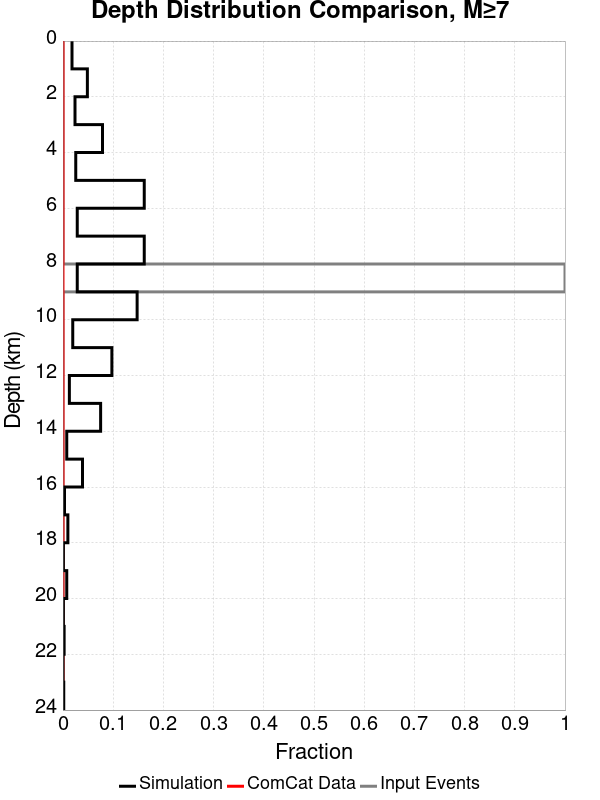 Depth Distribution Comparison, M≥7
0
2
4
6
8
10
12
14
16
18
20
22
24
Depth (km)
0 0.1 0.2 0.3 0.4 0.5 0.6 0.7 0.8 0.9 1
Fraction
Simulation ComCat Data Input Events